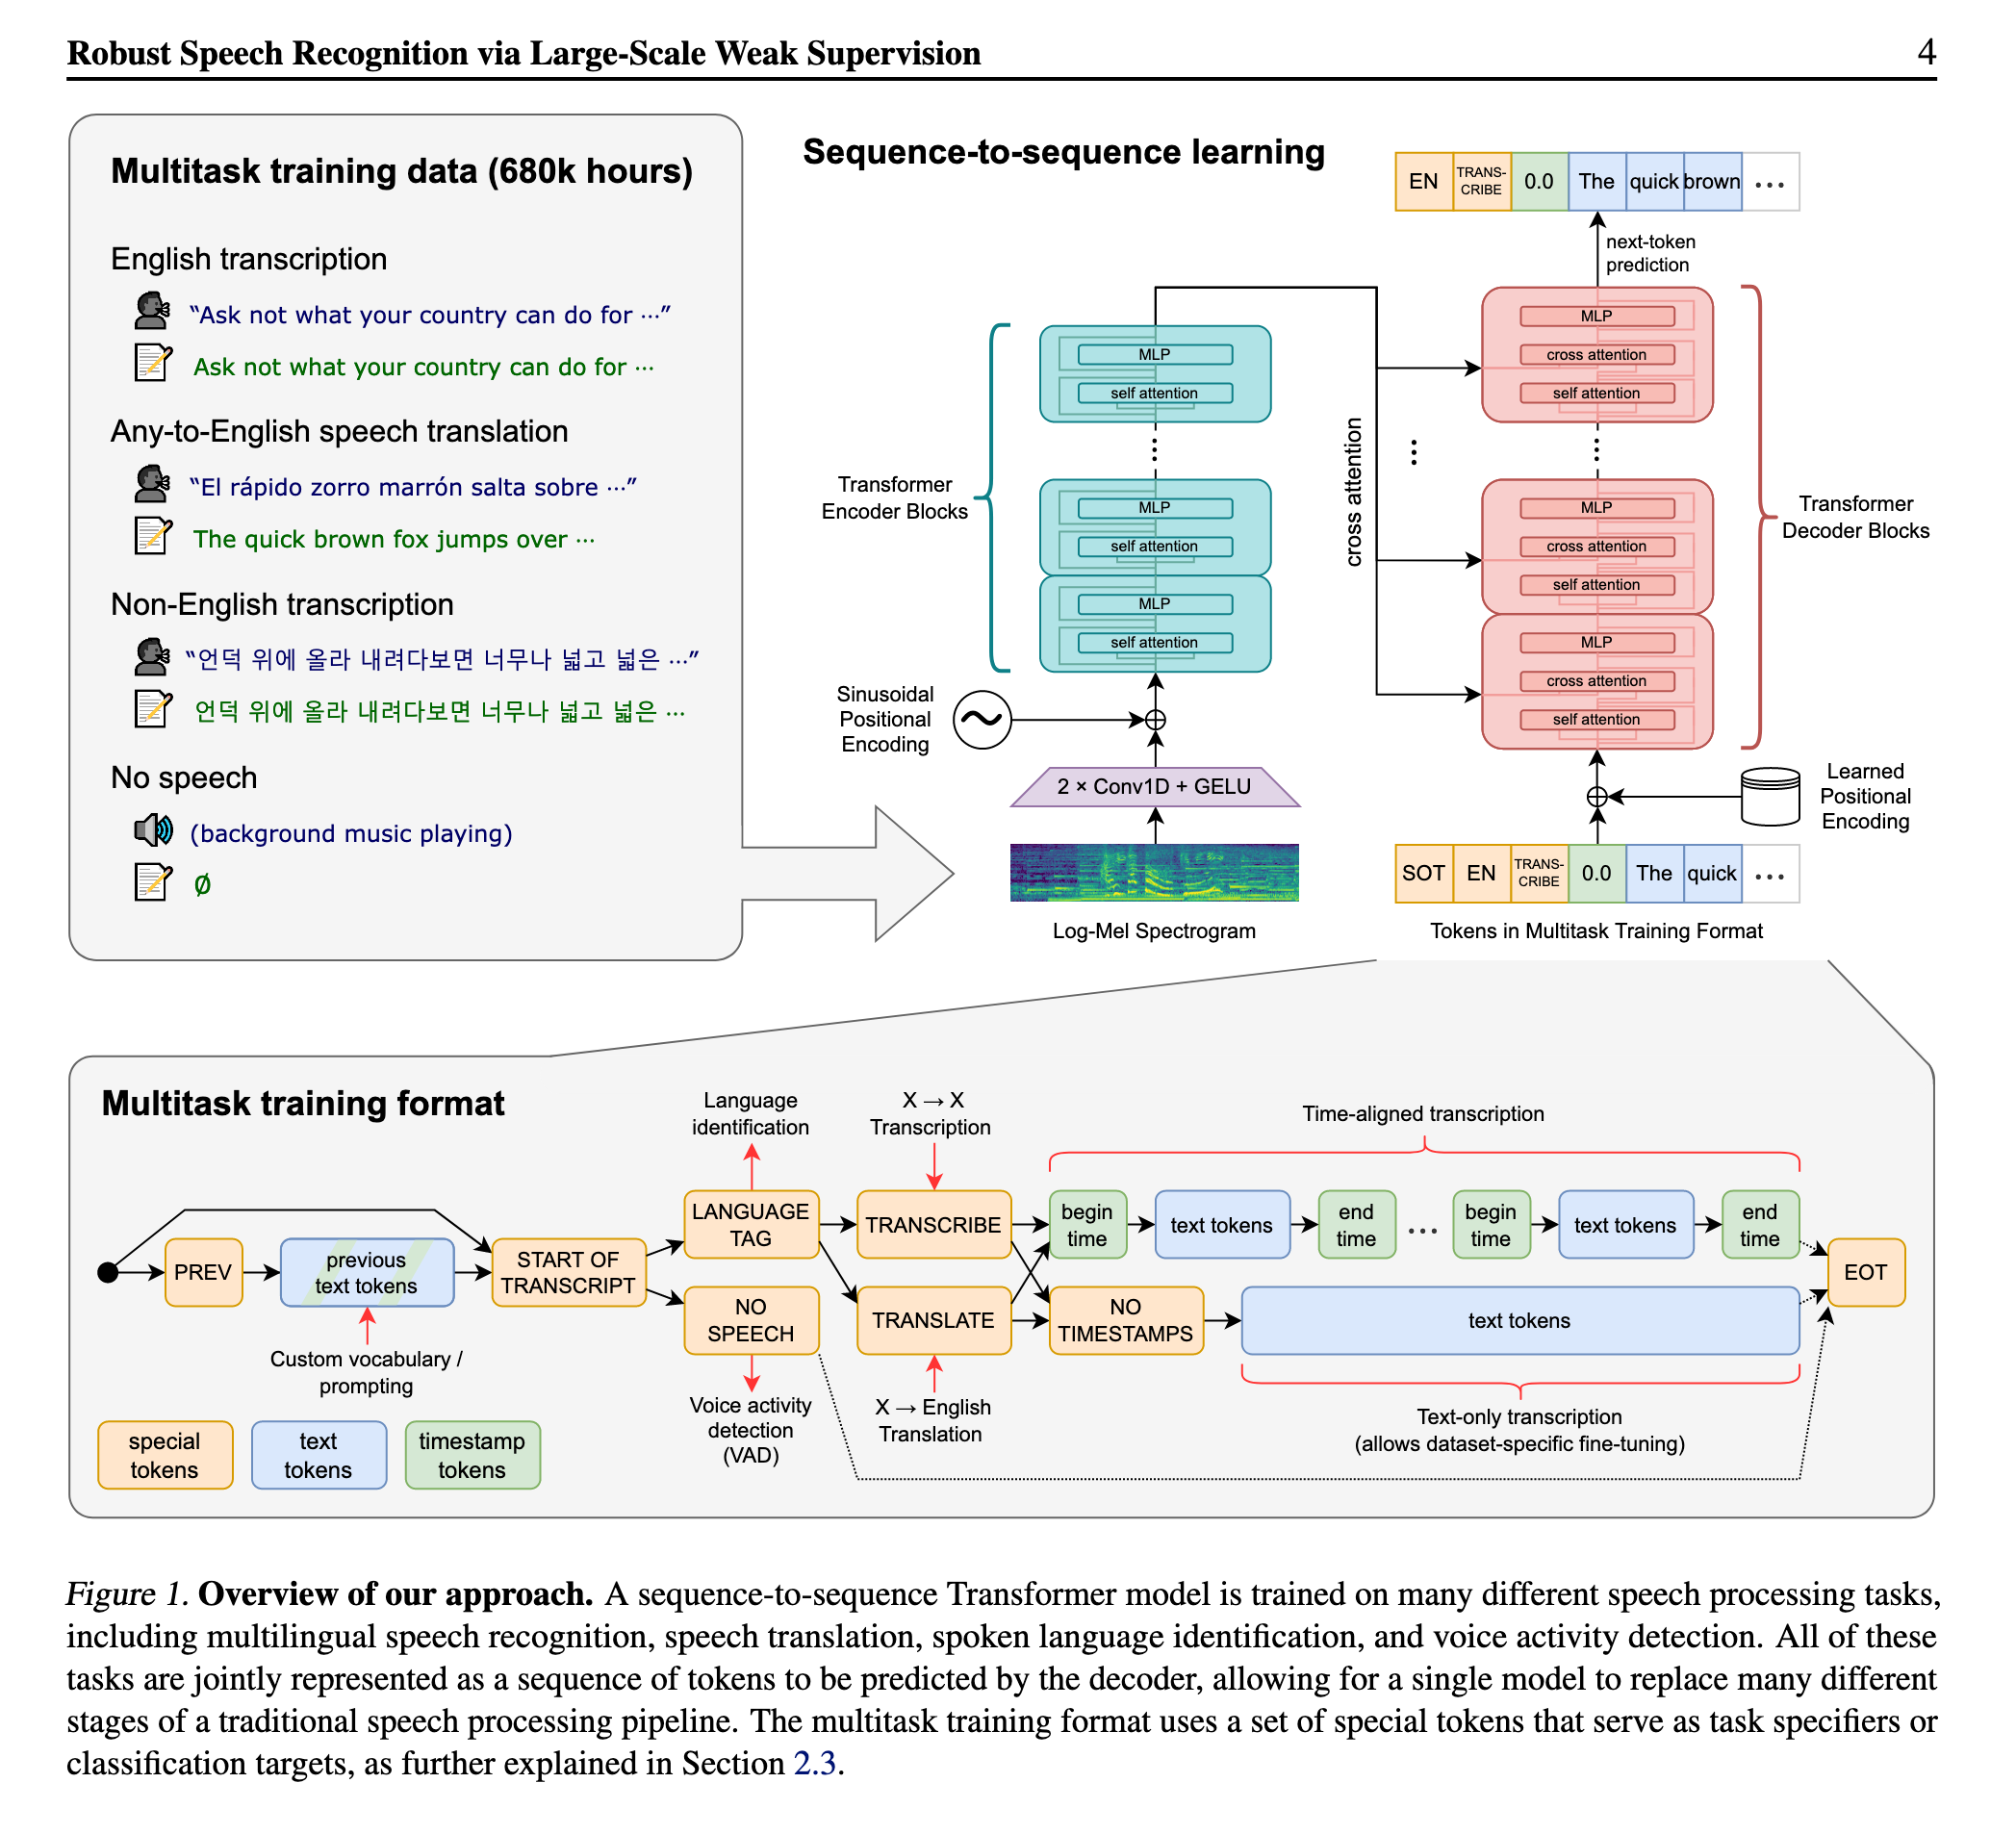 Robust Speech Recognition via Large-Scale Weak Supervision
4
Multitask training data (680k hours)
English transcription
“Ask not what your country can do for ⋯”
Ask not what your country can do for ⋯
Any-to-English speech translation
“El rápido zorro marrón salta sobre ⋯”
The quick brown fox jumps over ⋯
Non-English transcription
“언덕 위에 올라 내려다보면 너무나 넓고 넓은 ⋯”
언덕 위에 올라 내려다보면 너무나 넓고 넓은 ⋯
No speech
(background music playing)
∅
Sequence-to-sequence learning
EN TRANS-CRIBE 0.0 The quick brown ⋯
next-token
prediction
MLP
self attention
⋮
MLP
self attention
MLP
self attention
Transformer
Encoder Blocks
Sinusoidal
Positional
Encoding
2 × Conv1D + GELU
Log-Mel Spectrogram
cross attention
⋮
MLP
cross attention
self attention
⋮
MLP
cross attention
self attention
MLP
cross attention
self attention
Transformer
Decoder Blocks
Learned
Positional
Encoding
SOT EN TRANS-CRIBE 0.0 The quick ⋯
Tokens in Multitask Training Format
Multitask training format
Language
identification
X → X
Transcription
Time-aligned transcription
PREV
previous
text tokens
START OF
TRANSCRIPT
LANGUAGE
TAG
NO
SPEECH
TRANSCRIBE
TRANSLATE
begin
time
text tokens
end
time
⋯
begin
time
text tokens
end
time
NO
TIMESTAMPS
text tokens
EOT
Custom vocabulary /
prompting
Voice activity
detection
(VAD)
X → English
Translation
Text-only transcription
(allows dataset-specific fine-tuning)
special
tokens
text
tokens
timestamp
tokens
Figure 1. Overview of our approach. A sequence-to-sequence Transformer model is trained on many different speech processing tasks,
including multilingual speech recognition, speech translation, spoken language identification, and voice activity detection. All of these
tasks are jointly represented as a sequence of tokens to be predicted by the decoder, allowing for a single model to replace many different
stages of a traditional speech processing pipeline. The multitask training format uses a set of special tokens that serve as task specifiers or
classification targets, as further explained in Section 2.3.